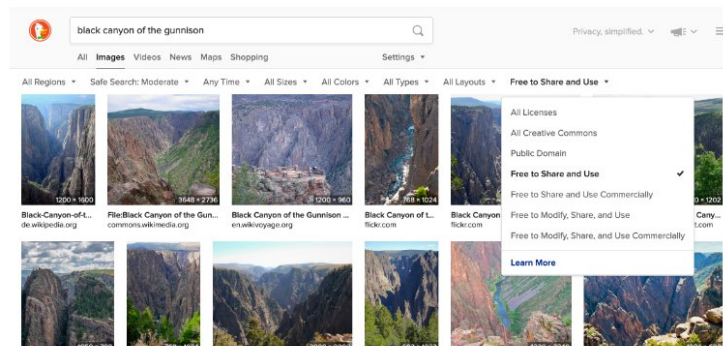 black canyon of the gunnison
Privacy, simplified.
All Images Videos News Maps Shopping Settings
All Regions Safe Search: Moderate Any Time All Sizes All Colors All Types All Layouts Free to Share and Use
All Licenses
All Creative Commons
Public Domain
Free to Share and Use
Free to Share and Use Commercially
Free to Modify, Share, and Use
Free to Modify, Share, and Use Commercially
Learn More
1200 × 1600 3648 × 2736 1200 × 960 768 × 1024 0 × 1202
Black-Canyon-of-t... File:Black Canyon of the Gun... Black Canyon of the Gunnison ... Black Canyon of t... Black Canyon Cany...
de.wikipedia.org commons.wikimedia.org en.wikivoyage.org flickr.com flickr t.com